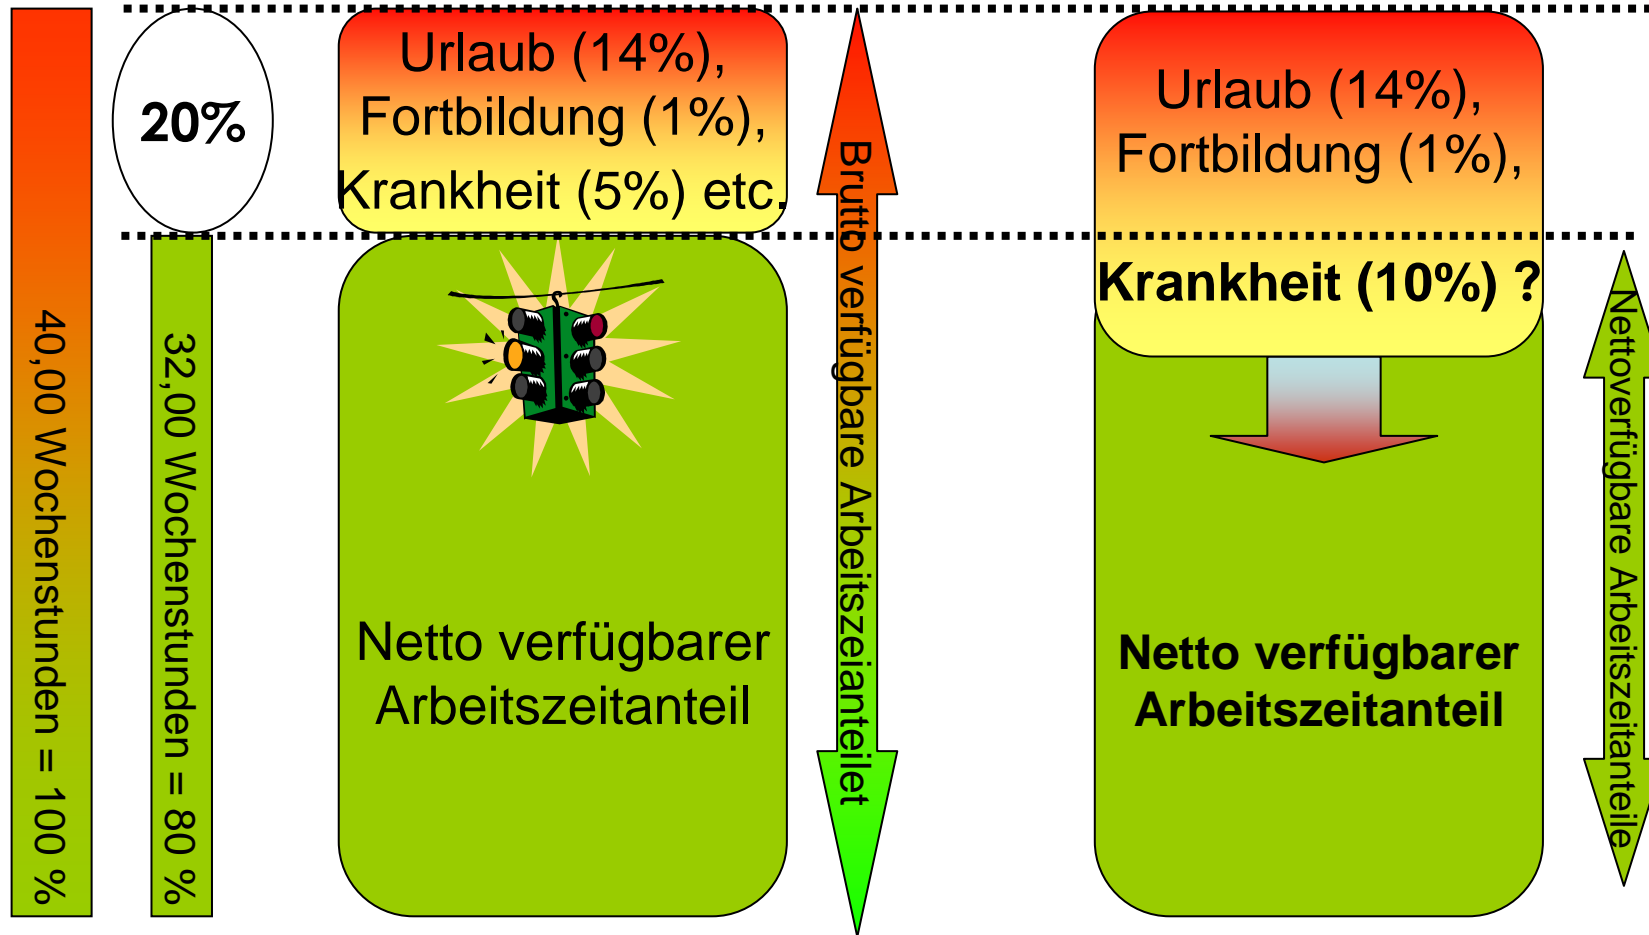 40,00 Wochenstunden = 100 %
20%
32,00 Wochenstunden = 80 %
Urlaub (14%),
Fortbildung (1%),
Krankheit (5%) etc.
Netto verfügbarer
Arbeitszeitanteil
Brutto verfügbare Arbeitszeianteilet
Urlaub (14%),
Fortbildung (1%),
Krankheit (10%) ?
Netto verfügbarer
Arbeitszeitanteil
Nettoverfügbare Arbeitszeitanteile